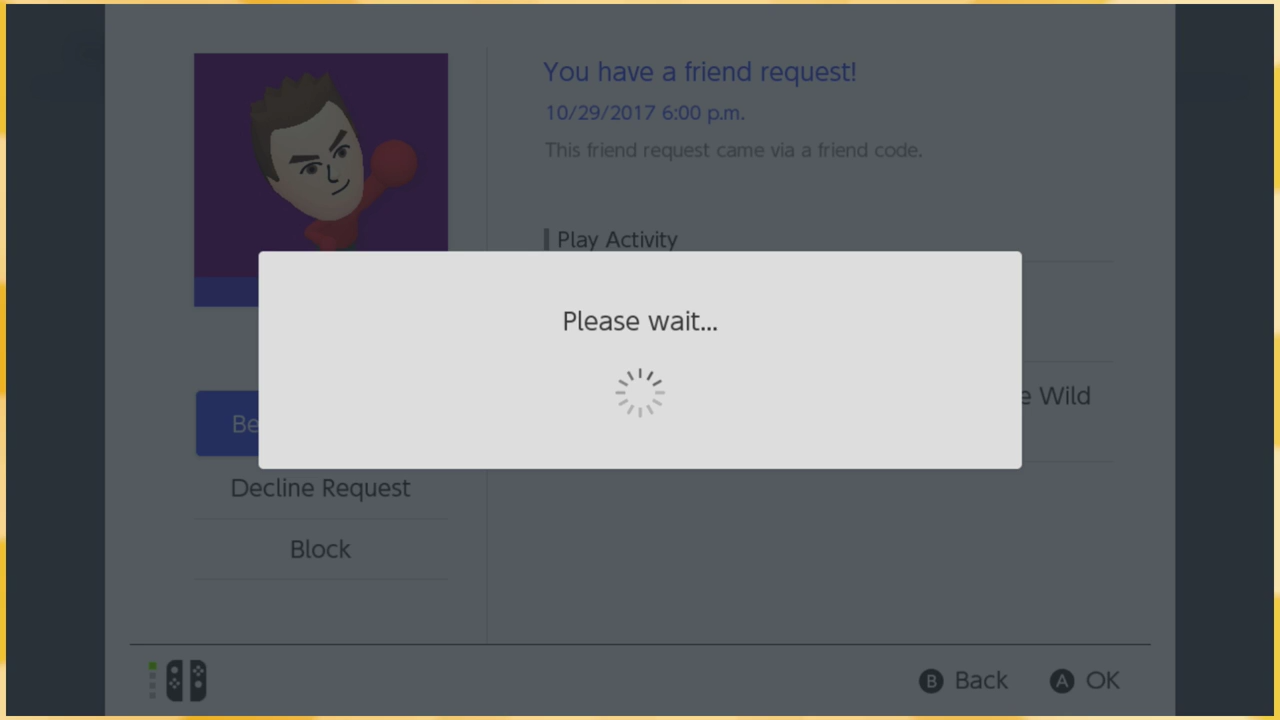 You have a friend request!
10/29/2017 6:00 p.m.
This friend request came via a friend code.
Play Activity
Please wait...
e Wild
Be
Decline Request
Block
B Back
A OK